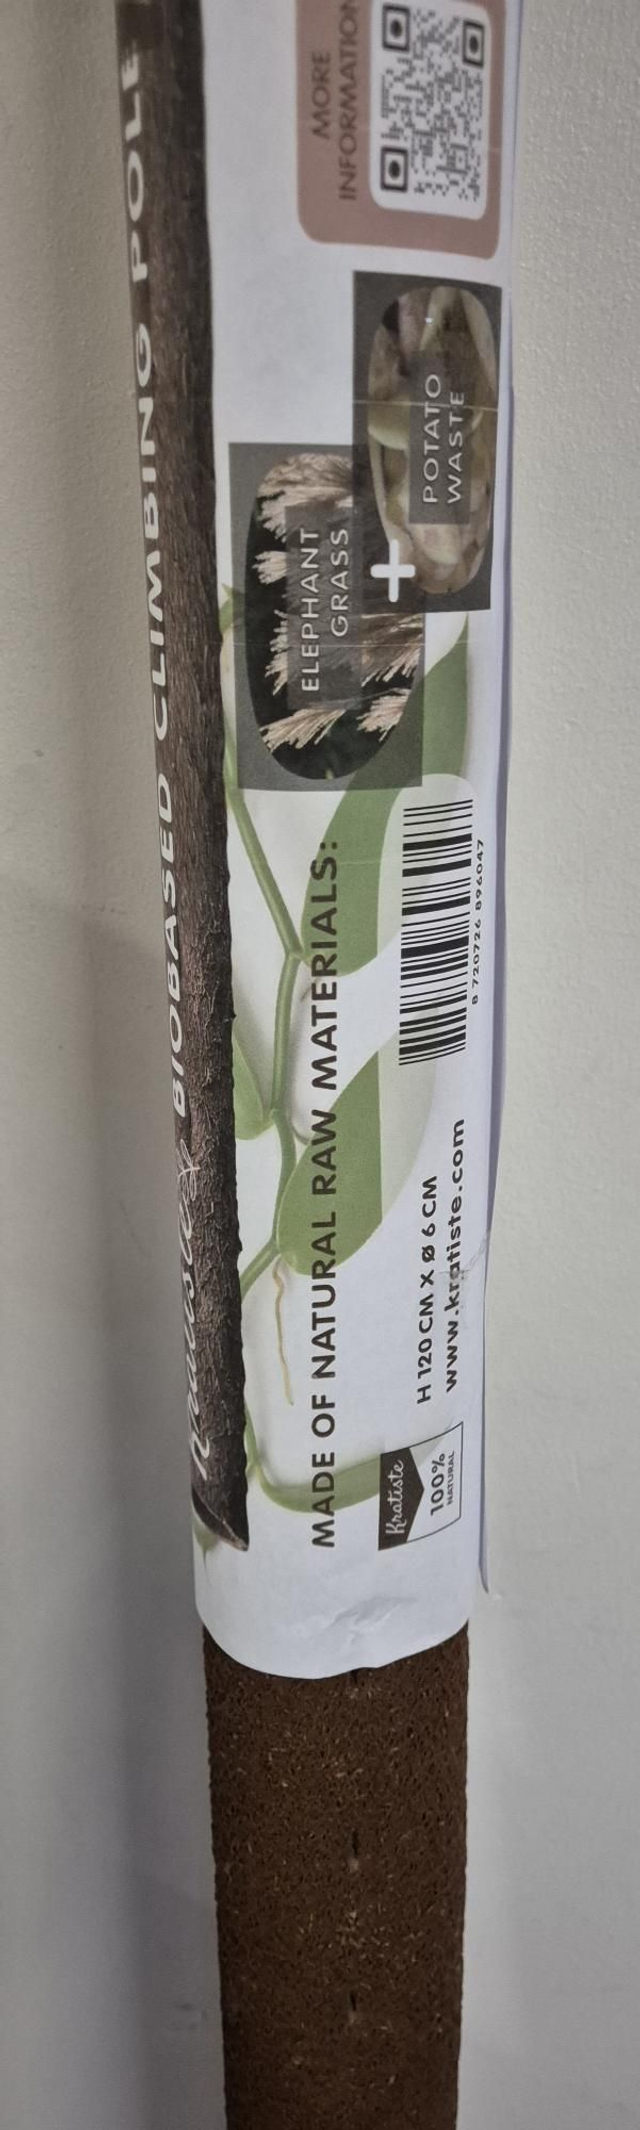 Kratiste BIOBASED CLIMBING POLE
MADE OF NATURAL RAW MATERIALS:
ELEPHANT
GRASS
+
POTATO
WASTE
MORE
INFORMATION
H 120 CM X Ø 6 CM
www.kratiste.com
8 720726 896047
Kratiste
100%
NATURAL